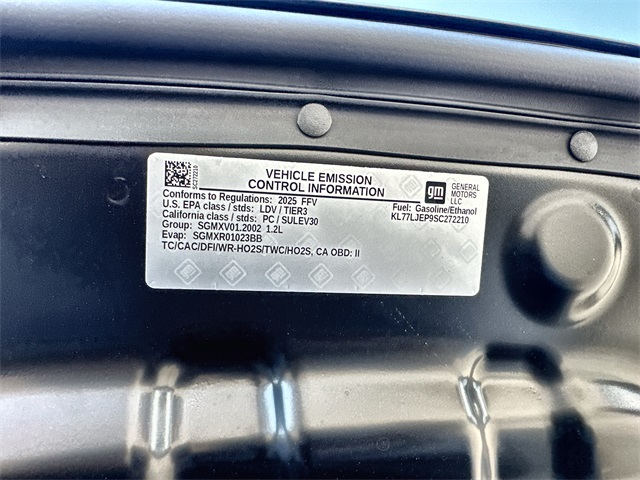 SC272210
VEHICLE EMISSION
CONTROL INFORMATION
gm
GENERAL
MOTORS
LLC
Conforms to Regulations: 2025 FFV
Fuel: Gasoline/Ethanol
U.S. EPA class / stds: LDV / TIER3
KL77LJEP9SC272210
California class / stds: PC / SULEV30
Group: SGMXV01.2002 1.2L
Evap: SGMXR01023BB
TC/CAC/DFI/WR-HO2S/TWC/HO2S, CA OBD: II